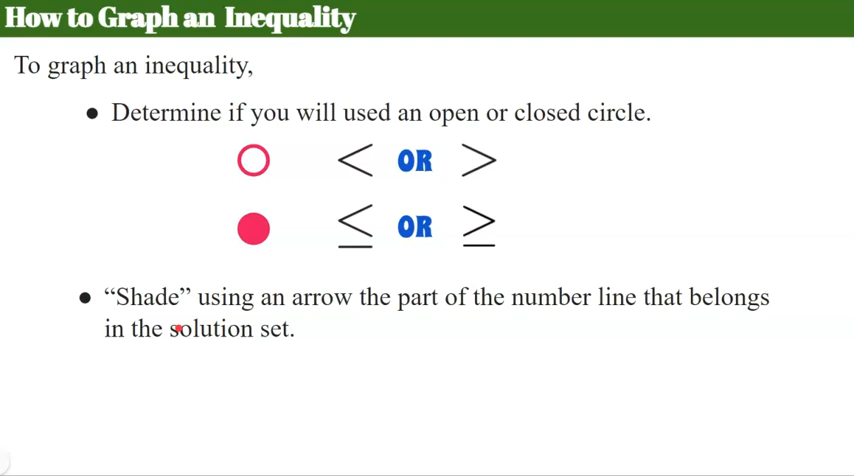 How to Graph an Inequality
To graph an inequality,
● Determine if you will used an open or closed circle.
< OR >
≤ OR ≥
● “Shade” using an arrow the part of the number line that belongs
in the solution set.